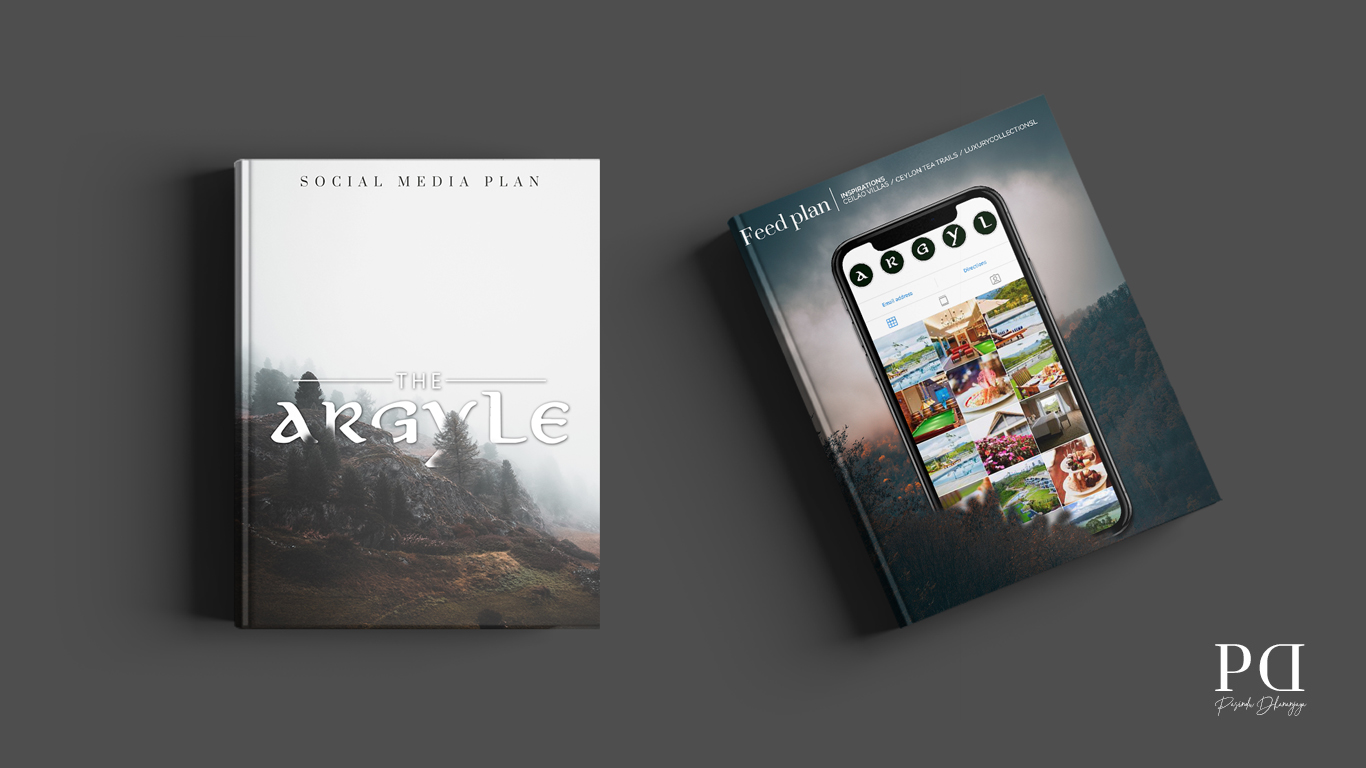 SOCIAL MEDIA PLAN
THE
ARGYLE
Feed plan
INSPIRATIONS
CEILAO VILLAS / CEYLON TEA TRAILS / LUXURYCOLLECTIONSL
A R G Y L
Email address
Directions
PD
Pasindu Dhananjaya